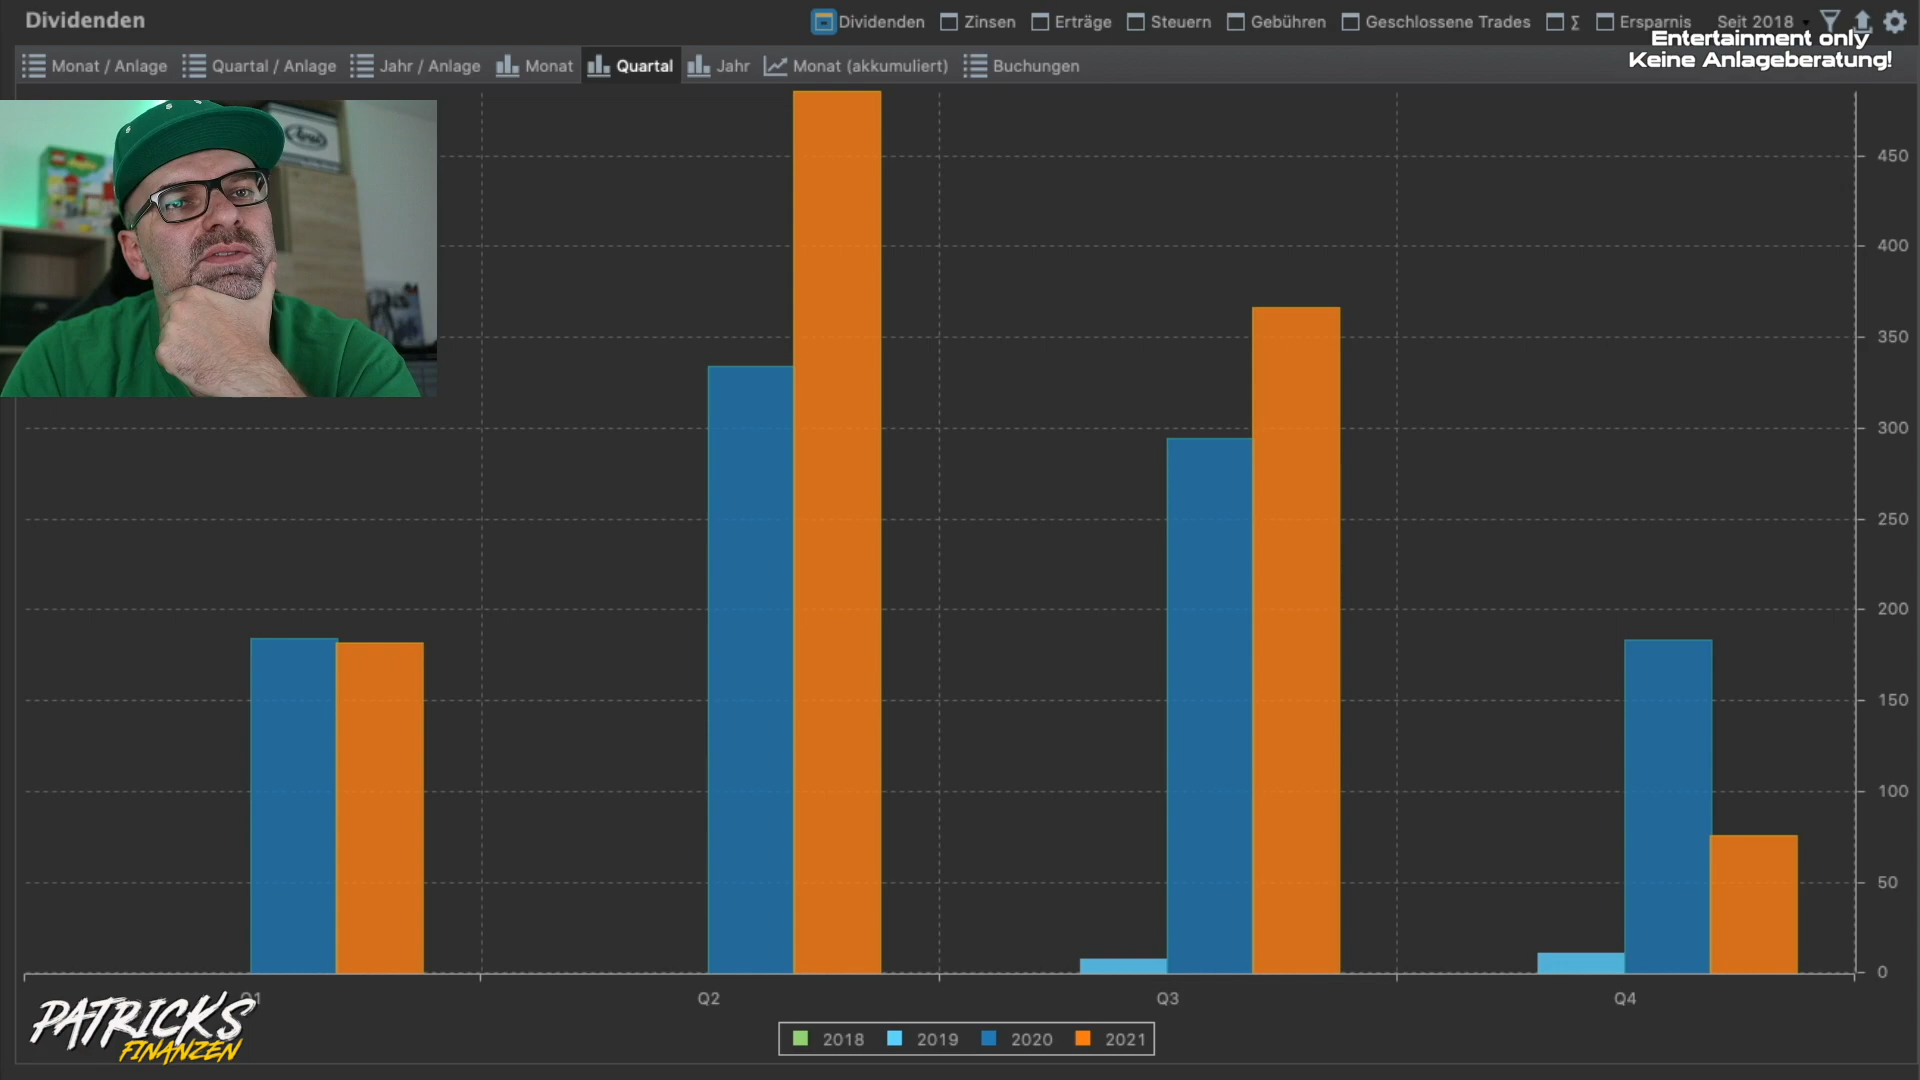 Dividenden
Dividenden Zinsen Erträge Steuern Gebühren Geschlossene Trades Σ Ersparnis Seit 2018
Entertainment only
Keine Anlageberatung!
Monat / Anlage Quartal / Anlage Jahr / Anlage Monat Quartal Jahr Monat (akkumuliert) Buchungen
450
400
350
300
250
200
150
100
50
0
Q1 Q2 Q3 Q4
2018 2019 2020 2021
PATRICKS
FINANZEN